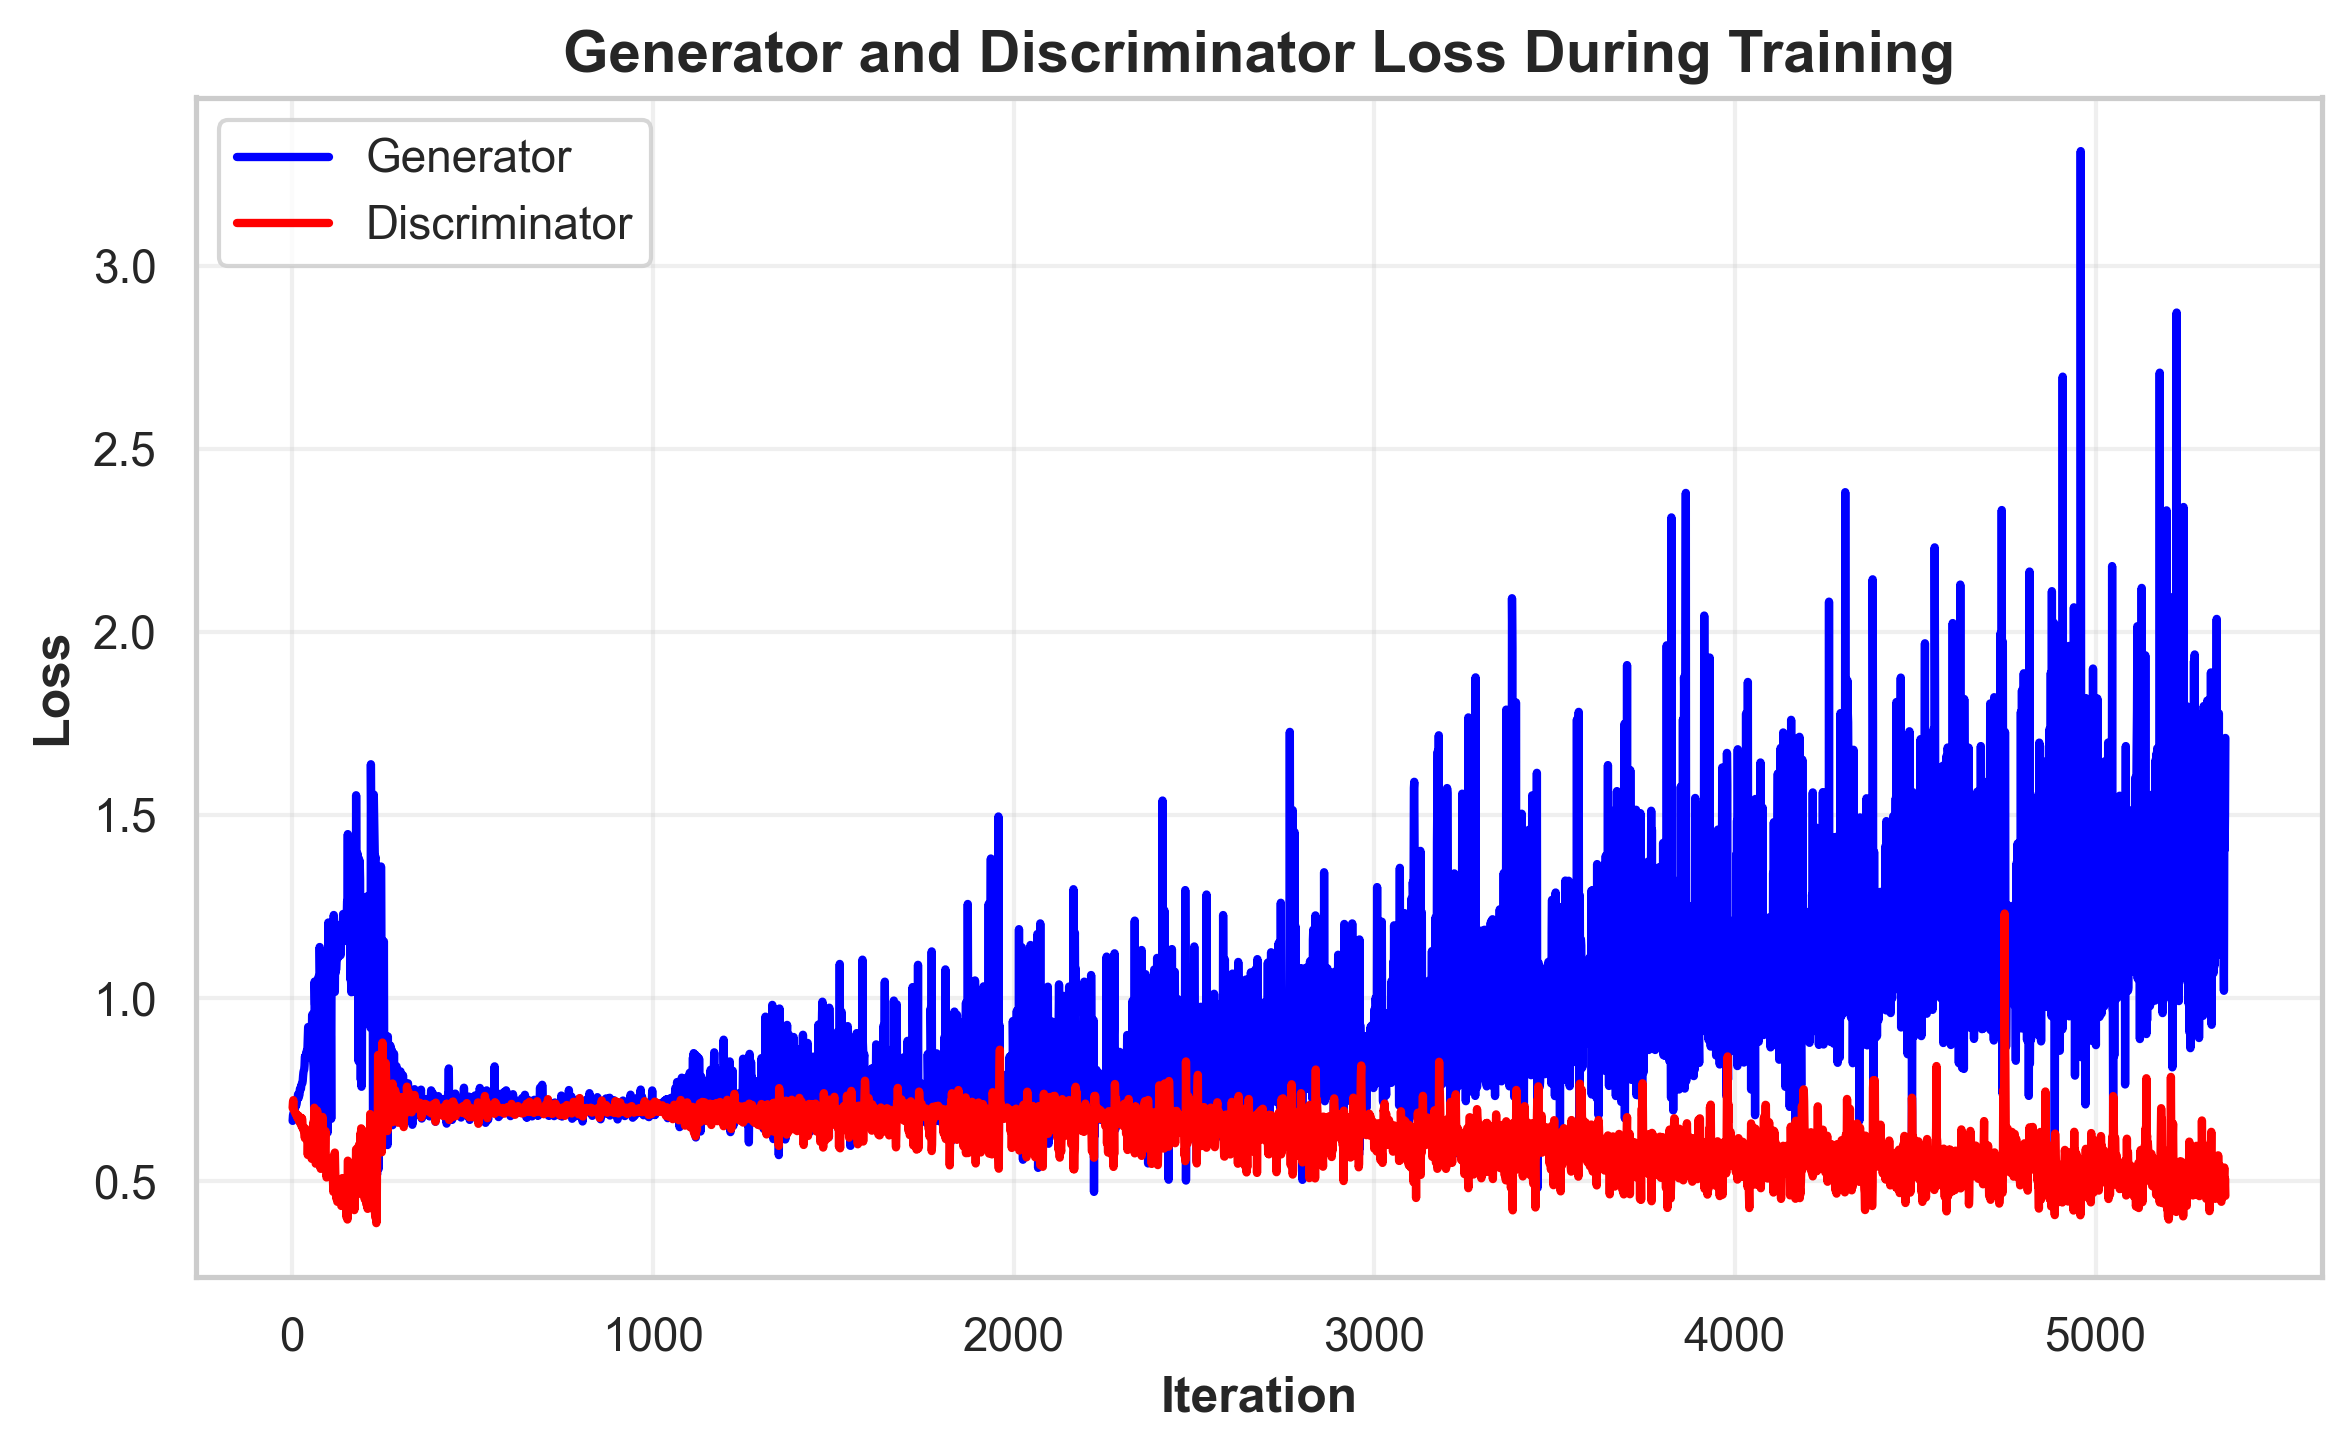 Generator and Discriminator Loss During Training
Generator
Discriminator
3.0
2.5
2.0
1.5
1.0
0.5
Loss
0 1000 2000 3000 4000 5000
Iteration